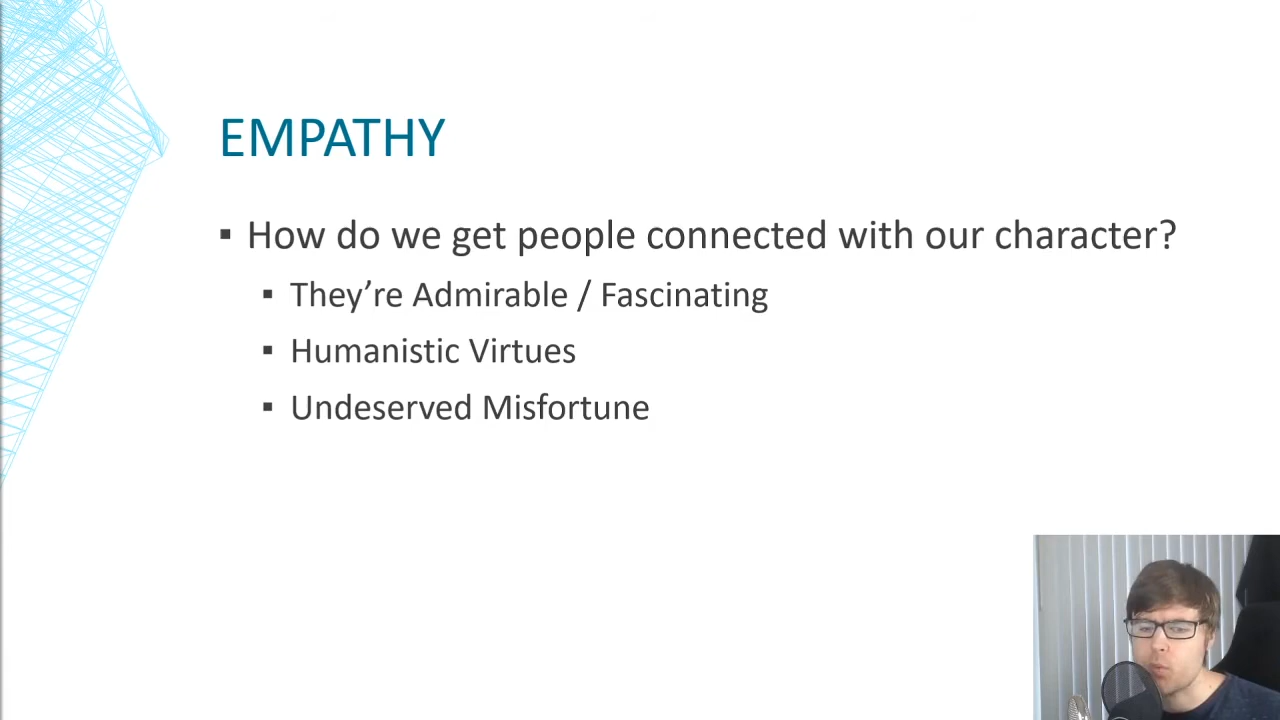 EMPATHY
▪ How do we get people connected with our character?
▪ They’re Admirable / Fascinating
▪ Humanistic Virtues
▪ Undeserved Misfortune